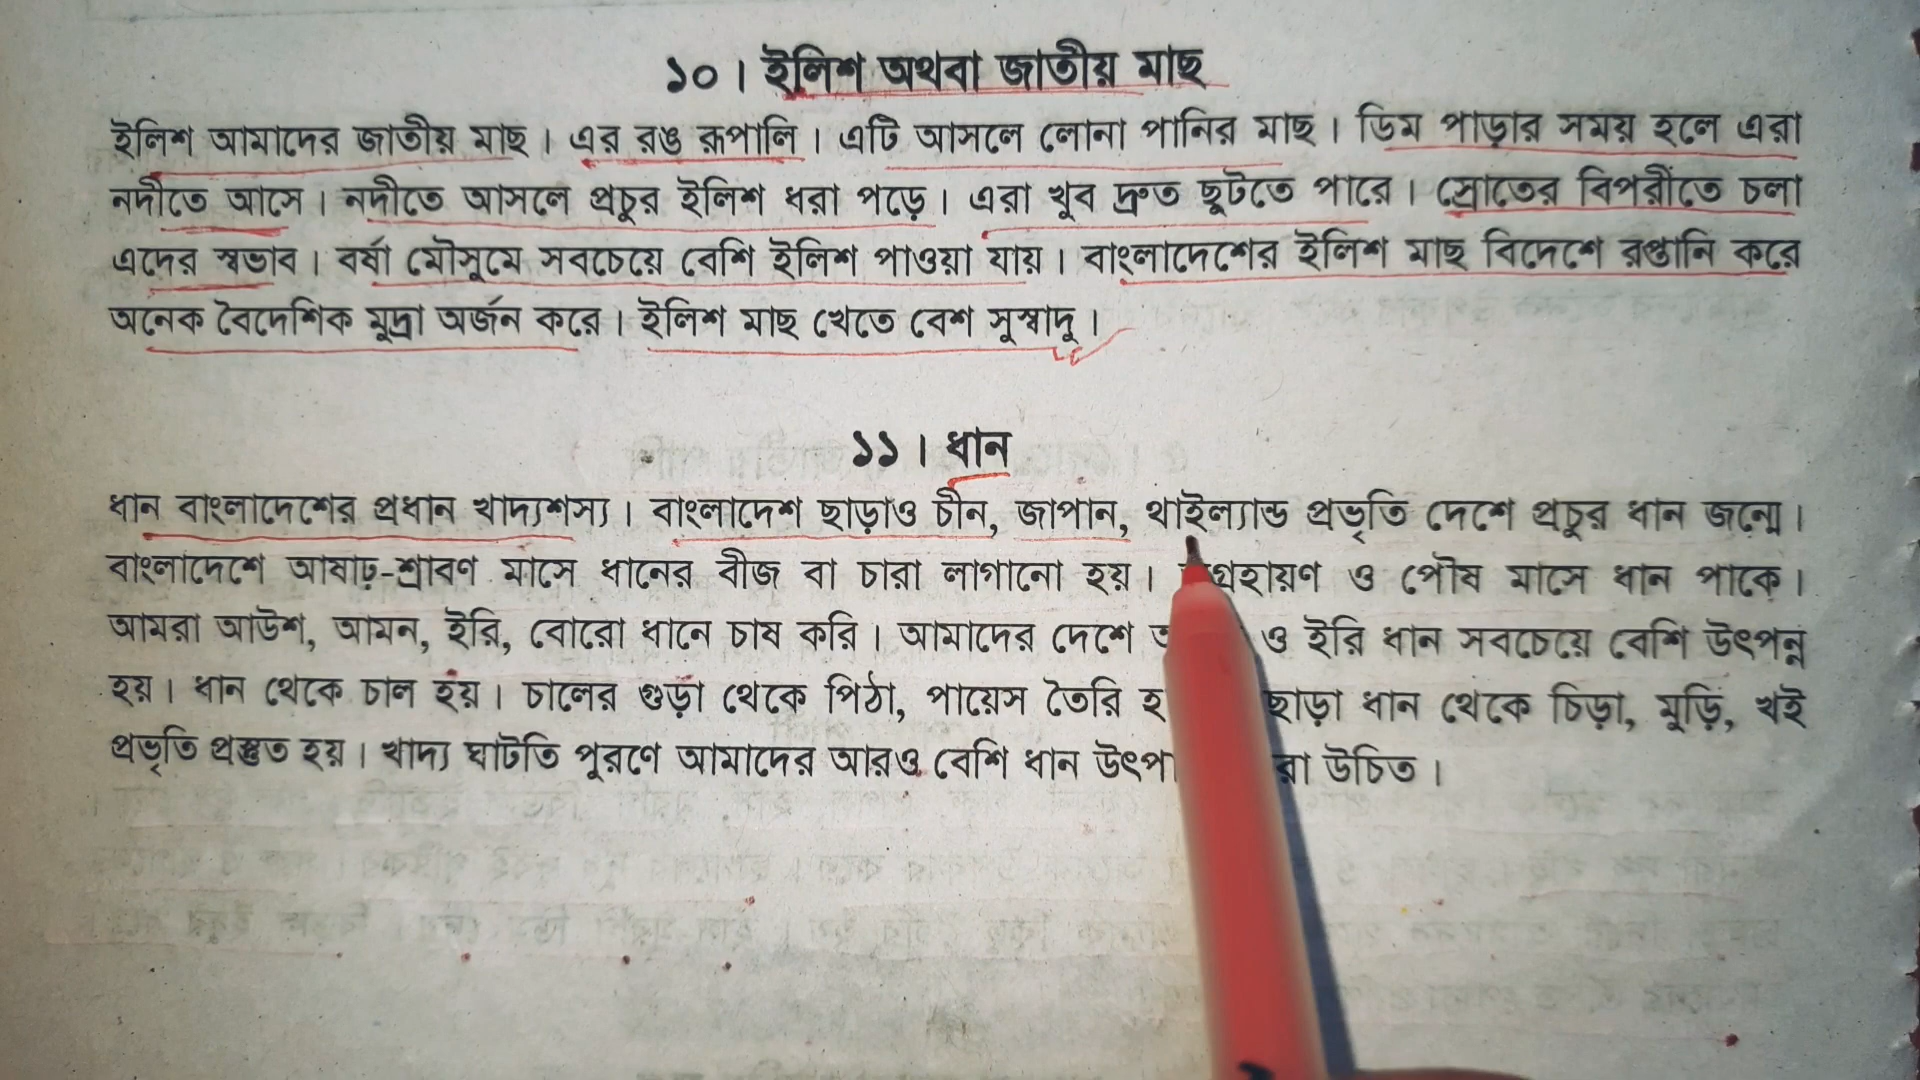 ১০। ইলিশ অথবা জাতীয় মাছ
ইলিশ আমাদের জাতীয় মাছ। এর রঙ রূপালি। এটি আসলে লোনা পানির মাছ। ডিম পাড়ার সময় হলে এরা
নদীতে আসে। নদীতে আসলে প্রচুর ইলিশ ধরা পড়ে। এরা খুব দ্রুত ছুটতে পারে। স্রোতের বিপরীতে চলা
এদের স্বভাব। বর্ষা মৌসুমে সবচেয়ে বেশি ইলিশ পাওয়া যায়। বাংলাদেশের ইলিশ মাছ বিদেশে রপ্তানি করে
অনেক বৈদেশিক মুদ্রা অর্জন করে। ইলিশ মাছ খেতে বেশ সুস্বাদু।
১১। ধান
ধান বাংলাদেশের প্রধান খাদ্যশস্য। বাংলাদেশ ছাড়াও চীন, জাপান, থাইল্যান্ড প্রভৃতি দেশে প্রচুর ধান জন্মে।
বাংলাদেশে আষাঢ়-শ্রাবণ মাসে ধানের বীজ বা চারা লাগানো হয়। ও পৌষ মাসে ধান পাকে।
আমরা আউশ, আমন, ইরি, বোরো ধানে চাষ করি। আমাদের দেশে ও ইরি ধান সবচেয়ে বেশি উৎপন্ন
হয়। ধান থেকে চাল হয়। চালের গুড়া থেকে পিঠা, পায়েস তৈরি ছাড়া ধান থেকে চিড়া, মুড়ি, খই
প্রভৃতি প্রস্তুত হয়। খাদ্য ঘাটতি পুরণে আমাদের আরও বেশি ধান উচিত।